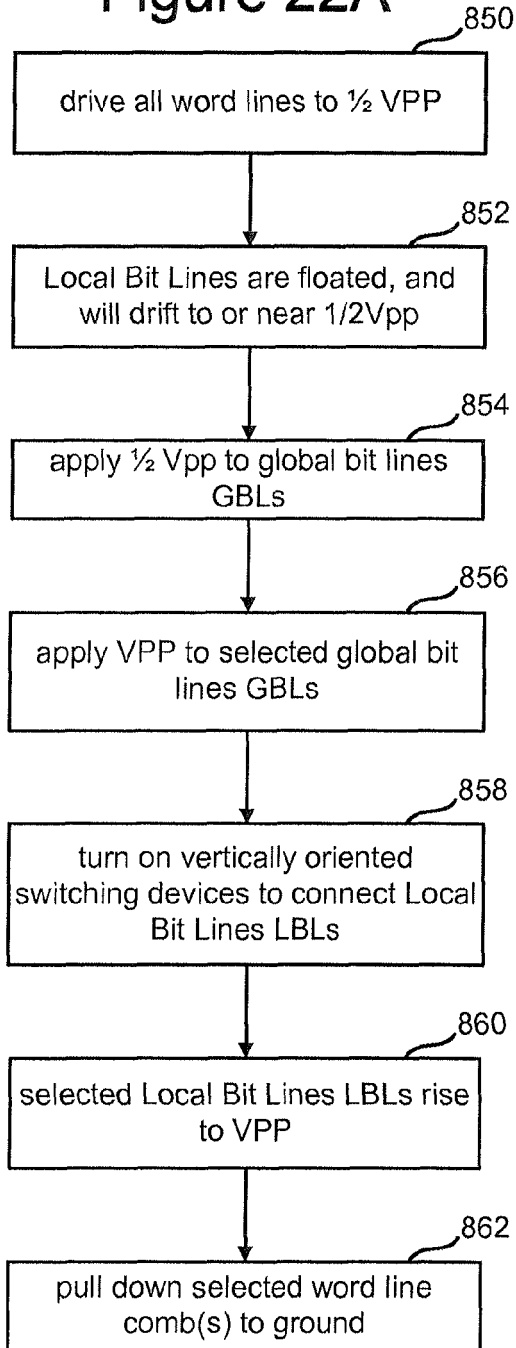 Figure 22A
850
drive all word lines to ½ VPP
852
Local Bit Lines are floated, and
will drift to or near 1/2Vpp
854
apply ½ Vpp to global bit lines
GBLs
856
apply VPP to selected global bit
lines GBLs
858
turn on vertically oriented
switching devices to connect Local
Bit Lines LBLs
860
selected Local Bit Lines LBLs rise
to VPP
862
pull down selected word line
comb(s) to ground